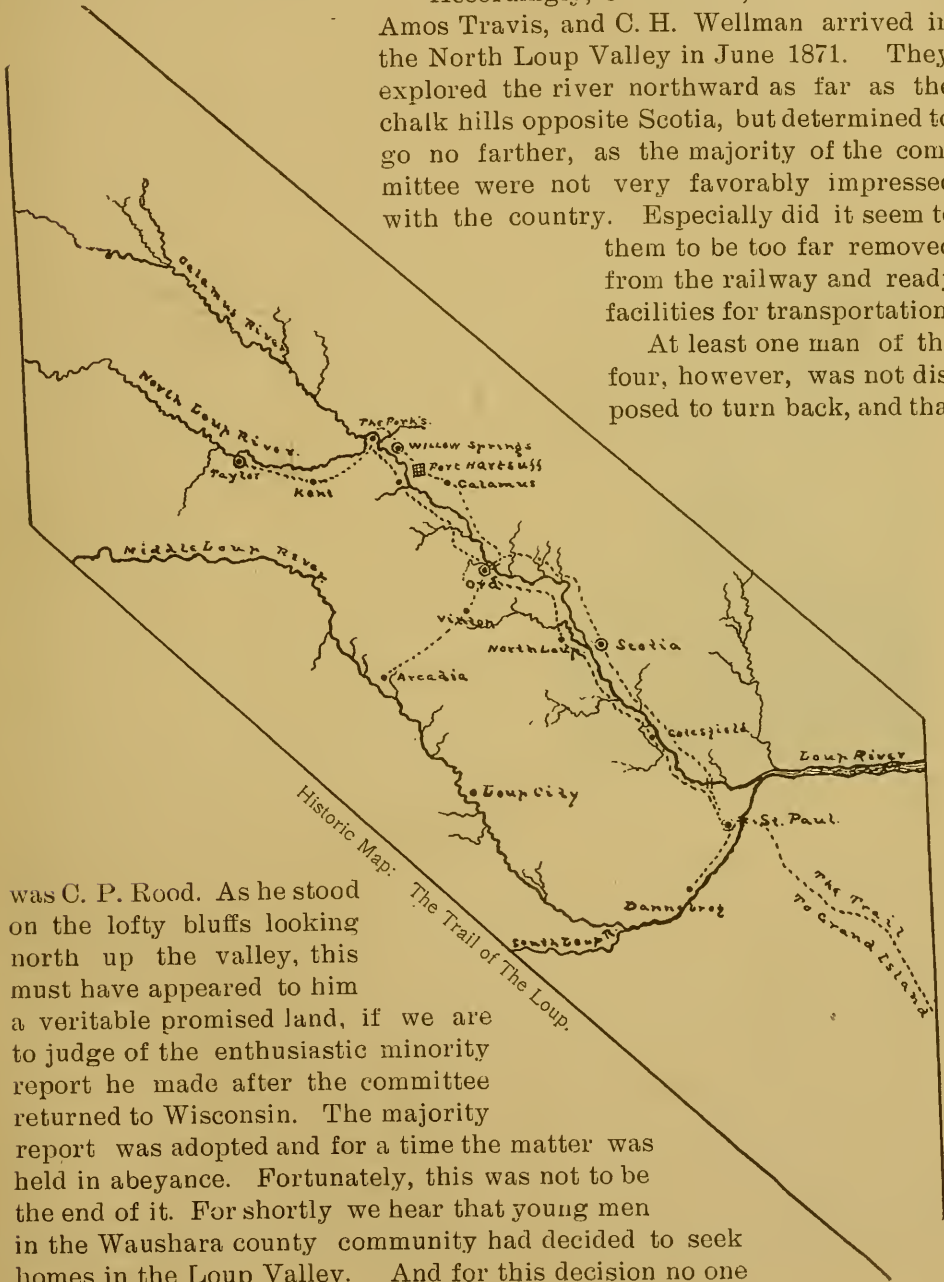 Amos Travis, and C. H. Wellman arrived in
the North Loup Valley in June 1871. They
explored the river northward as far as the
chalk hills opposite Scotia, but determined to
go no farther, as the majority of the com
mittee were not very favorably impressed
with the country. Especially did it seem to
them to be too far removed
from the railway and ready
facilities for transportation
At least one man of the
four, however, was not dis
posed to turn back, and tha
Calamus River
North Loup River.
The Forks.
Willow Springs
Fort Hartsuff
Calamus
Taylor
Kent
Middle Loup River
Ord
Vinton
North Loup
Scotia
Arcadia
Cotesfield
Loup River
Loup City
St. Paul.
Dannebrog
South Loup R.
The Trail
To Grand Island
Historic Map: The Trail of The Loup.
was C. P. Rood. As he stood
on the lofty bluffs looking
north up the valley, this
must have appeared to him
a veritable promised land, if we are
to judge of the enthusiastic minority
report he made after the committee
returned to Wisconsin. The majority
report was adopted and for a time the matter was
held in abeyance. Fortunately, this was not to be
the end of it. For shortly we hear that young men
in the Waushara county community had decided to seek
homes in the Loup Valley. And for this decision no one